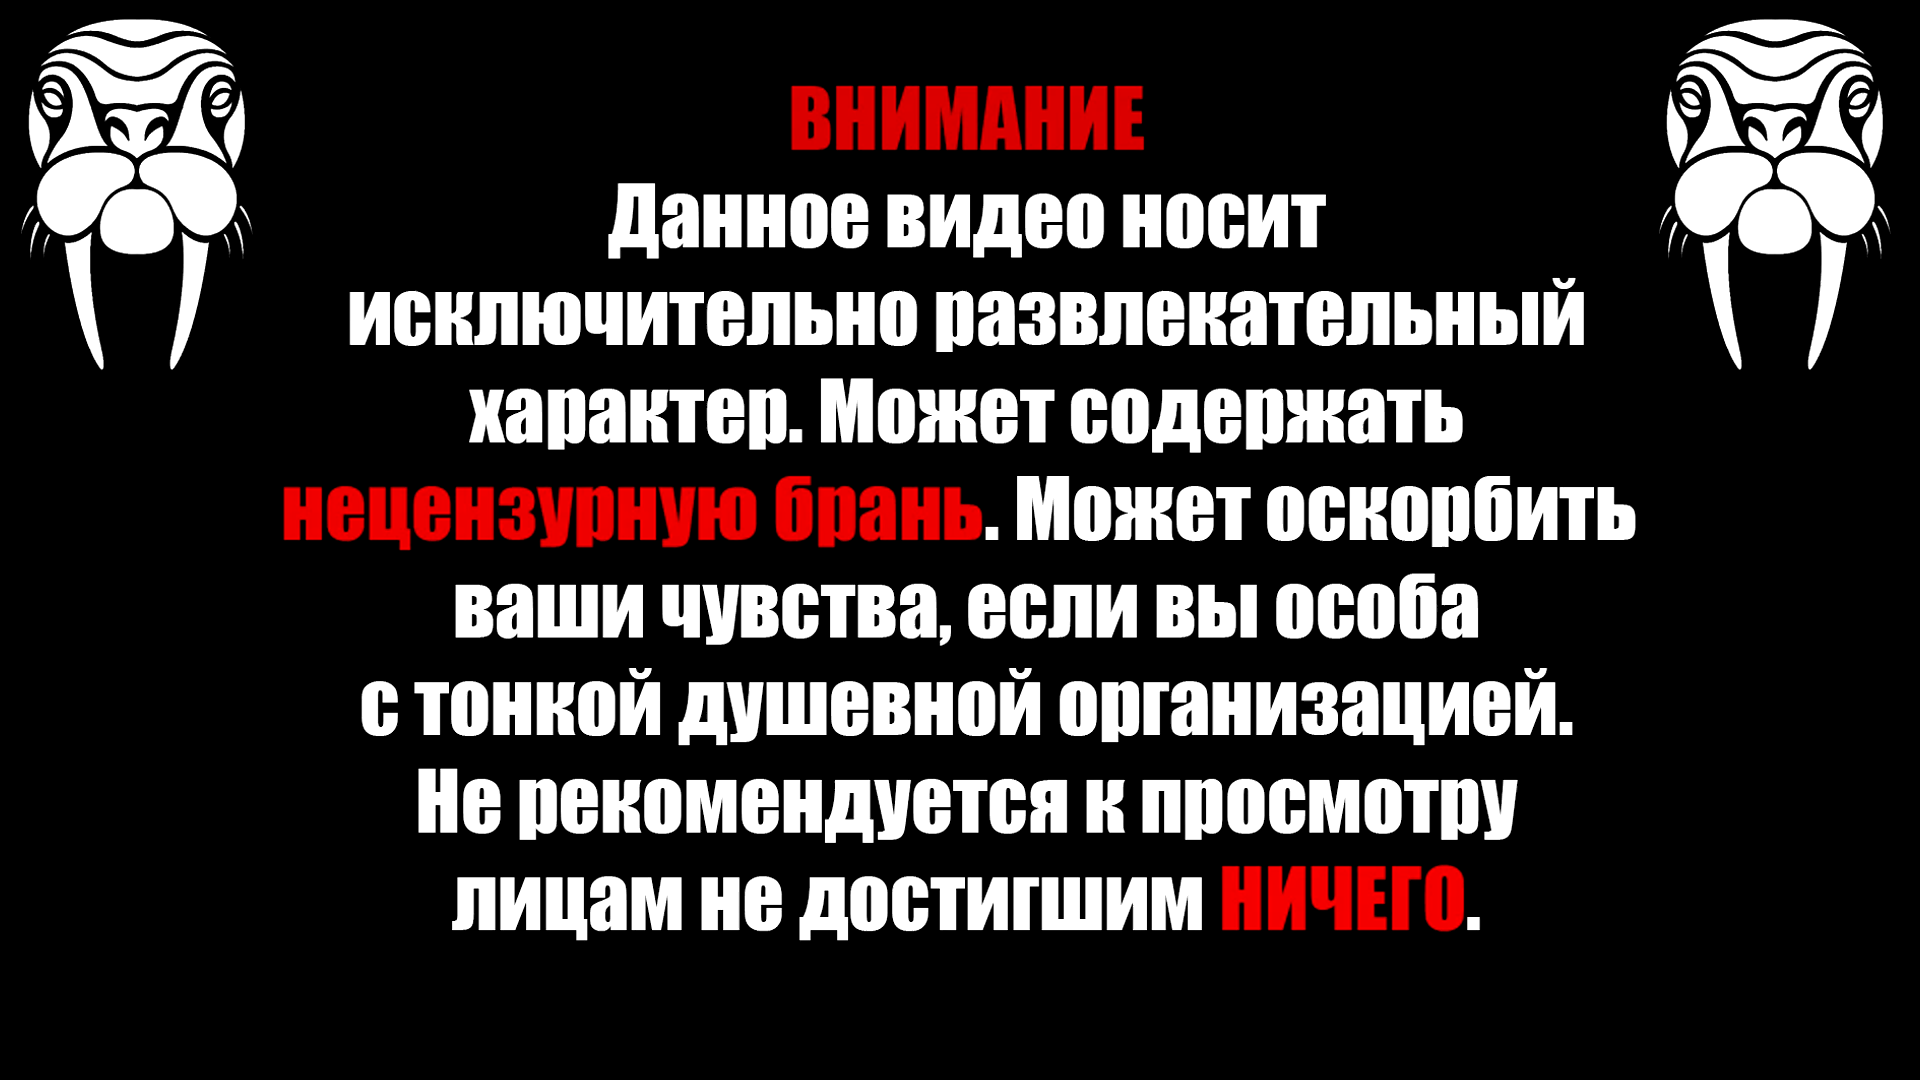 ВНИМАНИЕ
Данное видео носит
исключительно развлекательный
характер. Может содержать
нецензурную брань. Может оскорбить
ваши чувства, если вы особа
с тонкой душевной организацией.
Не рекомендуется к просмотру
лицам не достигшим НИЧЕГО.